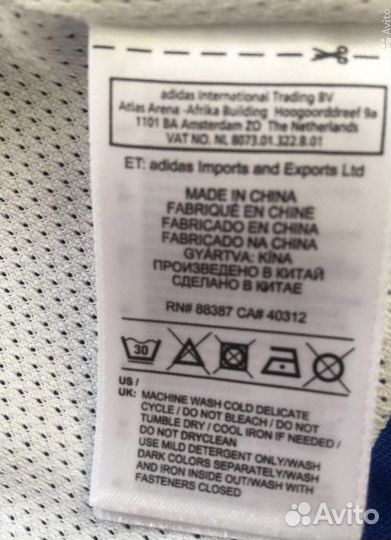 adidas International Trading BV
Atlas Arena -Afrika Building Hoogoorddreef 9a
1101 BA Amsterdam ZO The Netherlands
VAT NO. NL 8073.01.322.B.01
ET: adidas Imports and Exports Ltd
MADE IN CHINA
FABRIQUÉ EN CHINE
FABRICADO EN CHINA
FABRICADO NA CHINA
GYÁRTVA: KÍNA
ПРОИЗВЕДЕНО В КИТАЙ
СДЕЛАНО В КИТАЕ
RN# 88387 CA# 40312
30
US /
UK: MACHINE WASH COLD DELICATE
CYCLE / DO NOT BLEACH / DO NOT
TUMBLE DRY / COOL IRON IF NEEDED /
DO NOT DRYCLEAN
USE MILD DETERGENT ONLY/WASH
DARK COLORS SEPARATELY/WASH
AND IRON INSIDE OUT/WASH WITH
FASTENERS CLOSED
Avito
Avito